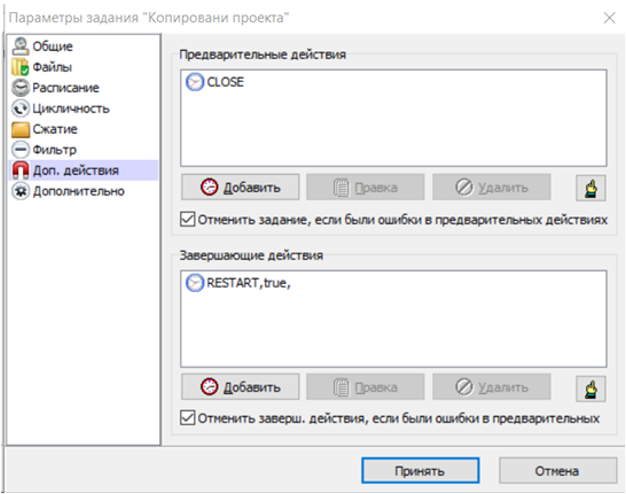 Параметры задания "Копировани проекта"
Общие
Файлы
Расписание
Цикличность
Сжатие
Фильтр
Доп. действия
Дополнительно
Предварительные действия
CLOSE
Добавить
Правка
Удалить
Отменить задание, если были ошибки в предварительных действиях
Завершающие действия
RESTART,true,
Добавить
Правка
Удалить
Отменить заверш. действия, если были ошибки в предварительных
Принять
Отмена